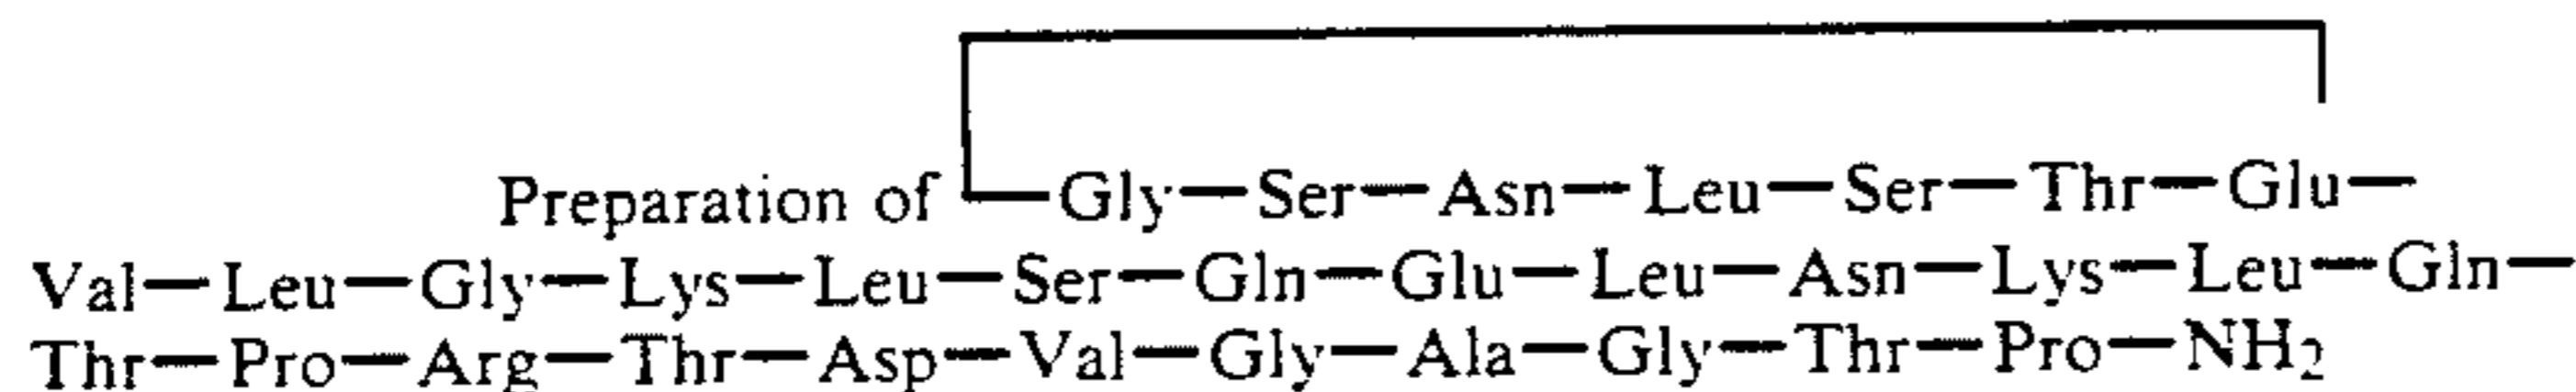 Preparation of Gly—Ser—Asn—Leu—Ser—Thr—Glu—
Val—Leu—Gly—Lys—Leu—Ser—Gln—Glu—Leu—Asn—Lys—Leu—Gln—
Thr—Pro—Arg—Thr—Asp—Val—Gly—Ala—Gly—Thr—Pro—NH₂